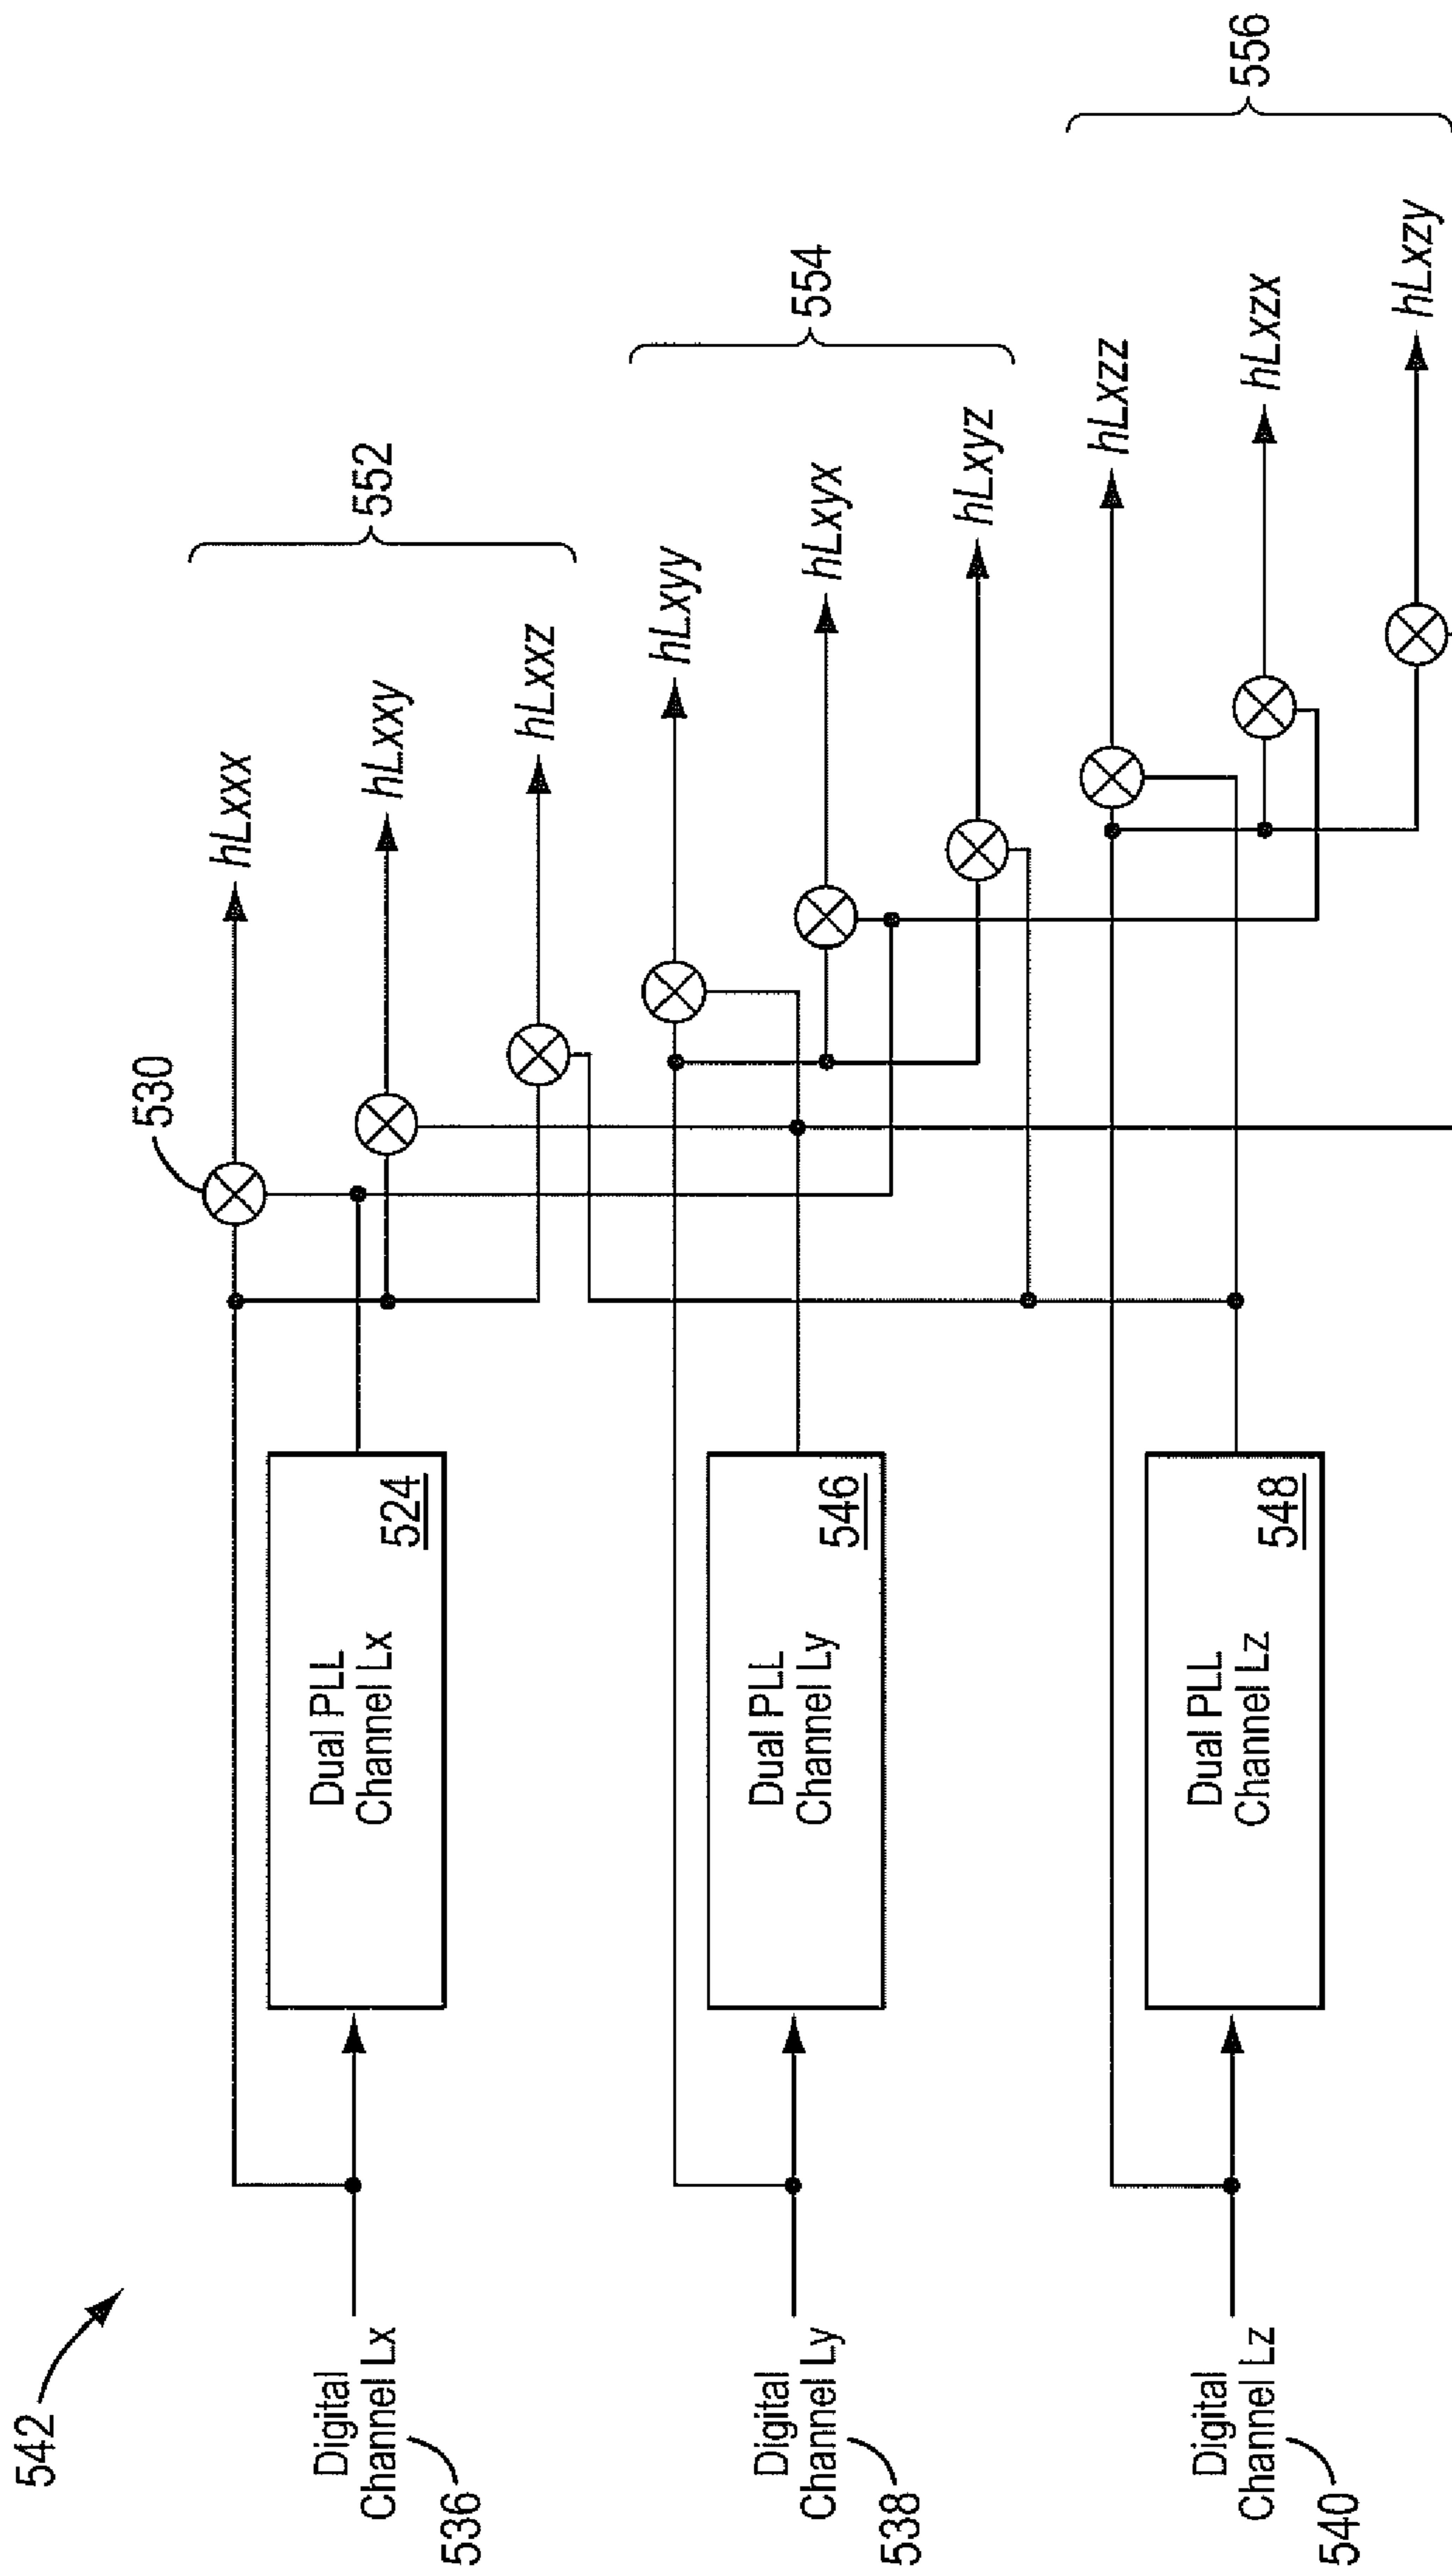 542
Digital
Channel Lx
536
Dual PLL
Channel Lx
524
530
hLxxx
hLxxy
hLxxz
552
Digital
Channel Ly
538
Dual PLL
Channel Ly
546
hLxyy
hLxyx
hLxyz
554
Digital
Channel Lz
540
Dual PLL
Channel Lz
548
hLxzz
hLxzx
hLxzy
556